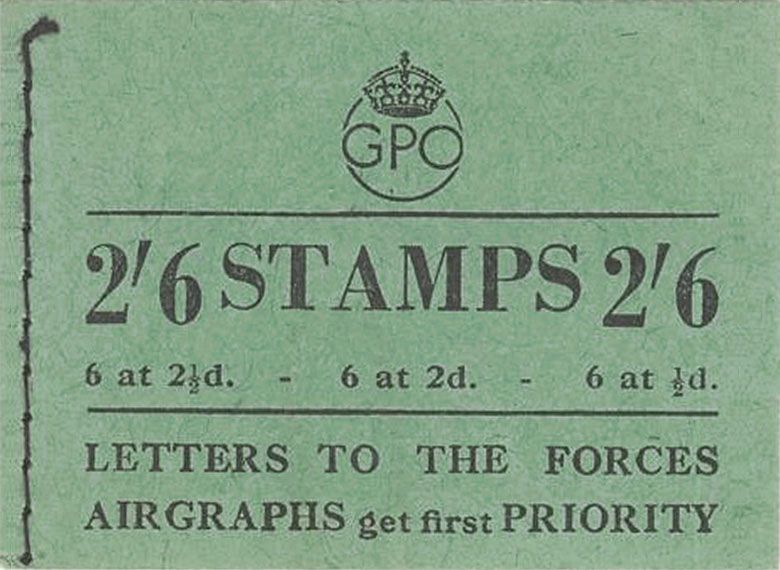 GPO
2'6 STAMPS 2'6
6 at 2½d. - 6 at 2d. - 6 at ½d.
LETTERS TO THE FORCES
AIRGRAPHS get first PRIORITY